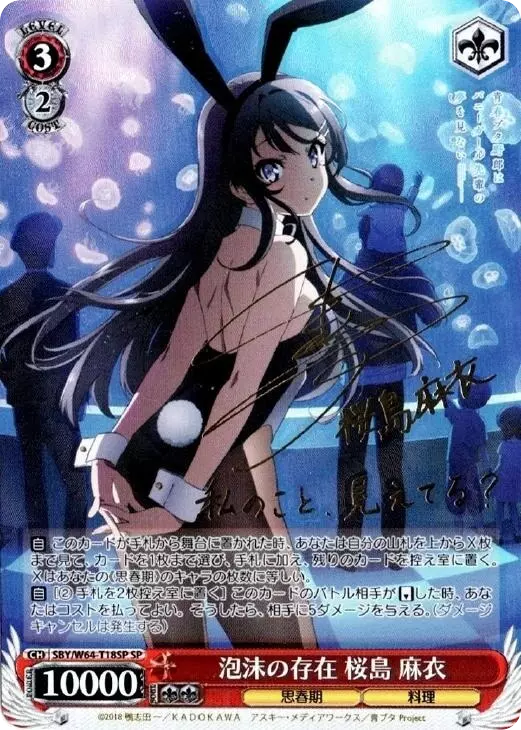 LEVEL
3
2
COST
青春ブタ野郎は
バニーガール先輩の
夢を見ない
桜島麻衣
私のこと、見えてる?
自 このカードが手札から舞台に置かれた時、あなたは自分の山札を上からX枚
まで見て、カードを1枚まで選び、手札に加え、残りのカードを控え室に置く。
Xはあなたの《思春期》のキャラの枚数に等しい。
自 [② 手札を2枚控え室に置く] このカードのバトル相手が した時、あな
たはコストを払ってよい。そうしたら、相手に5ダメージを与える。(ダメージ
キャンセルは発生する)
CH SBY/W64-T18SP SP
泡沫の存在 桜島 麻衣
POWER
10000
SOUL
思春期
料理
©2018 鴨志田 一/KADOKAWA アスキー・メディアワークス/青ブタ Project